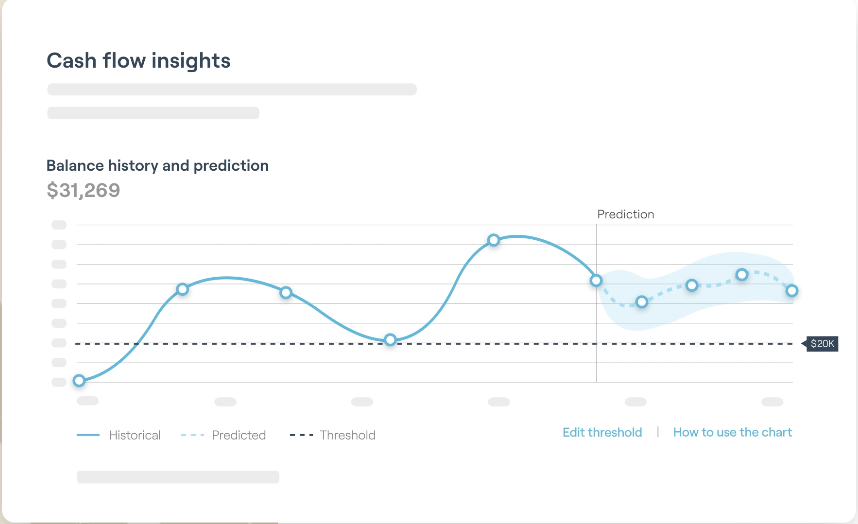 Cash flow insights
Balance history and prediction
$31,269
Prediction
$20K
Historical
Predicted
Threshold
Edit threshold | How to use the chart